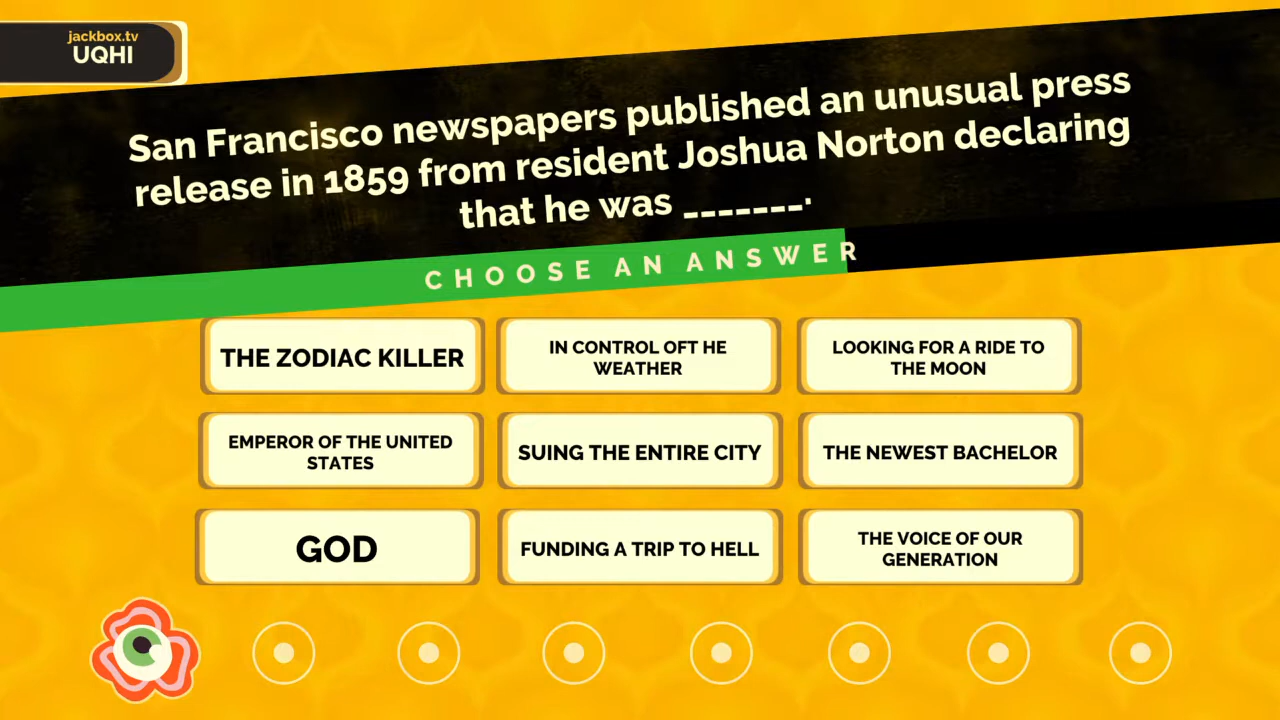 jackbox.tv
UQHI
San Francisco newspapers published an unusual press
release in 1859 from resident Joshua Norton declaring
that he was _______.
CHOOSE AN ANSWER
THE ZODIAC KILLER
IN CONTROL OFT HE
WEATHER
LOOKING FOR A RIDE TO
THE MOON
EMPEROR OF THE UNITED
STATES
SUING THE ENTIRE CITY
THE NEWEST BACHELOR
GOD
FUNDING A TRIP TO HELL
THE VOICE OF OUR
GENERATION